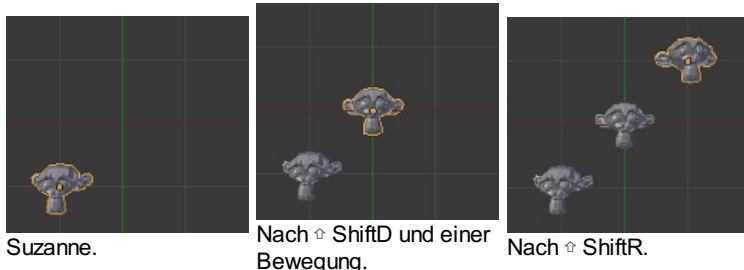 Suzanne.
Nach ⇧ ShiftD und einer
Bewegung.
Nach ⇧ ShiftR.